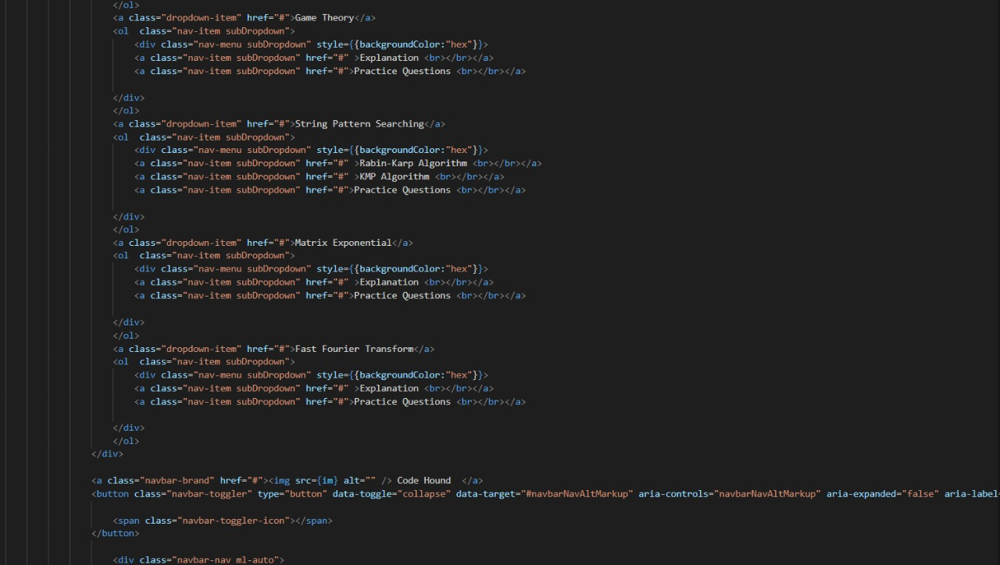 </ol>
<a class="dropdown-item" href="#">Game Theory</a>
<ol  class="nav-item subDropdown">
<div class="nav-menu subDropdown" style={{backgroundColor:"hex"}}>
<a class="nav-item subDropdown" href="#" >Explanation <br></br></a>
<a class="nav-item subDropdown" href="#">Practice Questions <br></br></a>
</div>
</ol>
<a class="dropdown-item" href="#">String Pattern Searching</a>
<ol  class="nav-item subDropdown">
<div class="nav-menu subDropdown" style={{backgroundColor:"hex"}}>
<a class="nav-item subDropdown" href="#" >Rabin-Karp Algorithm <br></br></a>
<a class="nav-item subDropdown" href="#" >KMP Algorithm <br></br></a>
<a class="nav-item subDropdown" href="#">Practice Questions <br></br></a>
</div>
</ol>
<a class="dropdown-item" href="#">Matrix Exponential</a>
<ol  class="nav-item subDropdown">
<div class="nav-menu subDropdown" style={{backgroundColor:"hex"}}>
<a class="nav-item subDropdown" href="#" >Explanation <br></br></a>
<a class="nav-item subDropdown" href="#">Practice Questions <br></br></a>
</div>
</ol>
<a class="dropdown-item" href="#">Fast Fourier Transform</a>
<ol  class="nav-item subDropdown">
<div class="nav-menu subDropdown" style={{backgroundColor:"hex"}}>
<a class="nav-item subDropdown" href="#" >Explanation <br></br></a>
<a class="nav-item subDropdown" href="#">Practice Questions <br></br></a>
</div>
</ol>
</div>
<a class="navbar-brand" href="#"><img src={im} alt="" /> Code Hound  </a>
<button class="navbar-toggler" type="button" data-toggle="collapse" data-target="#navbarNavAltMarkup" aria-controls="navbarNavAltMarkup" aria-expanded="false" aria-label=
<span class="navbar-toggler-icon"></span>
</button>
<div class="navbar-nav ml-auto">